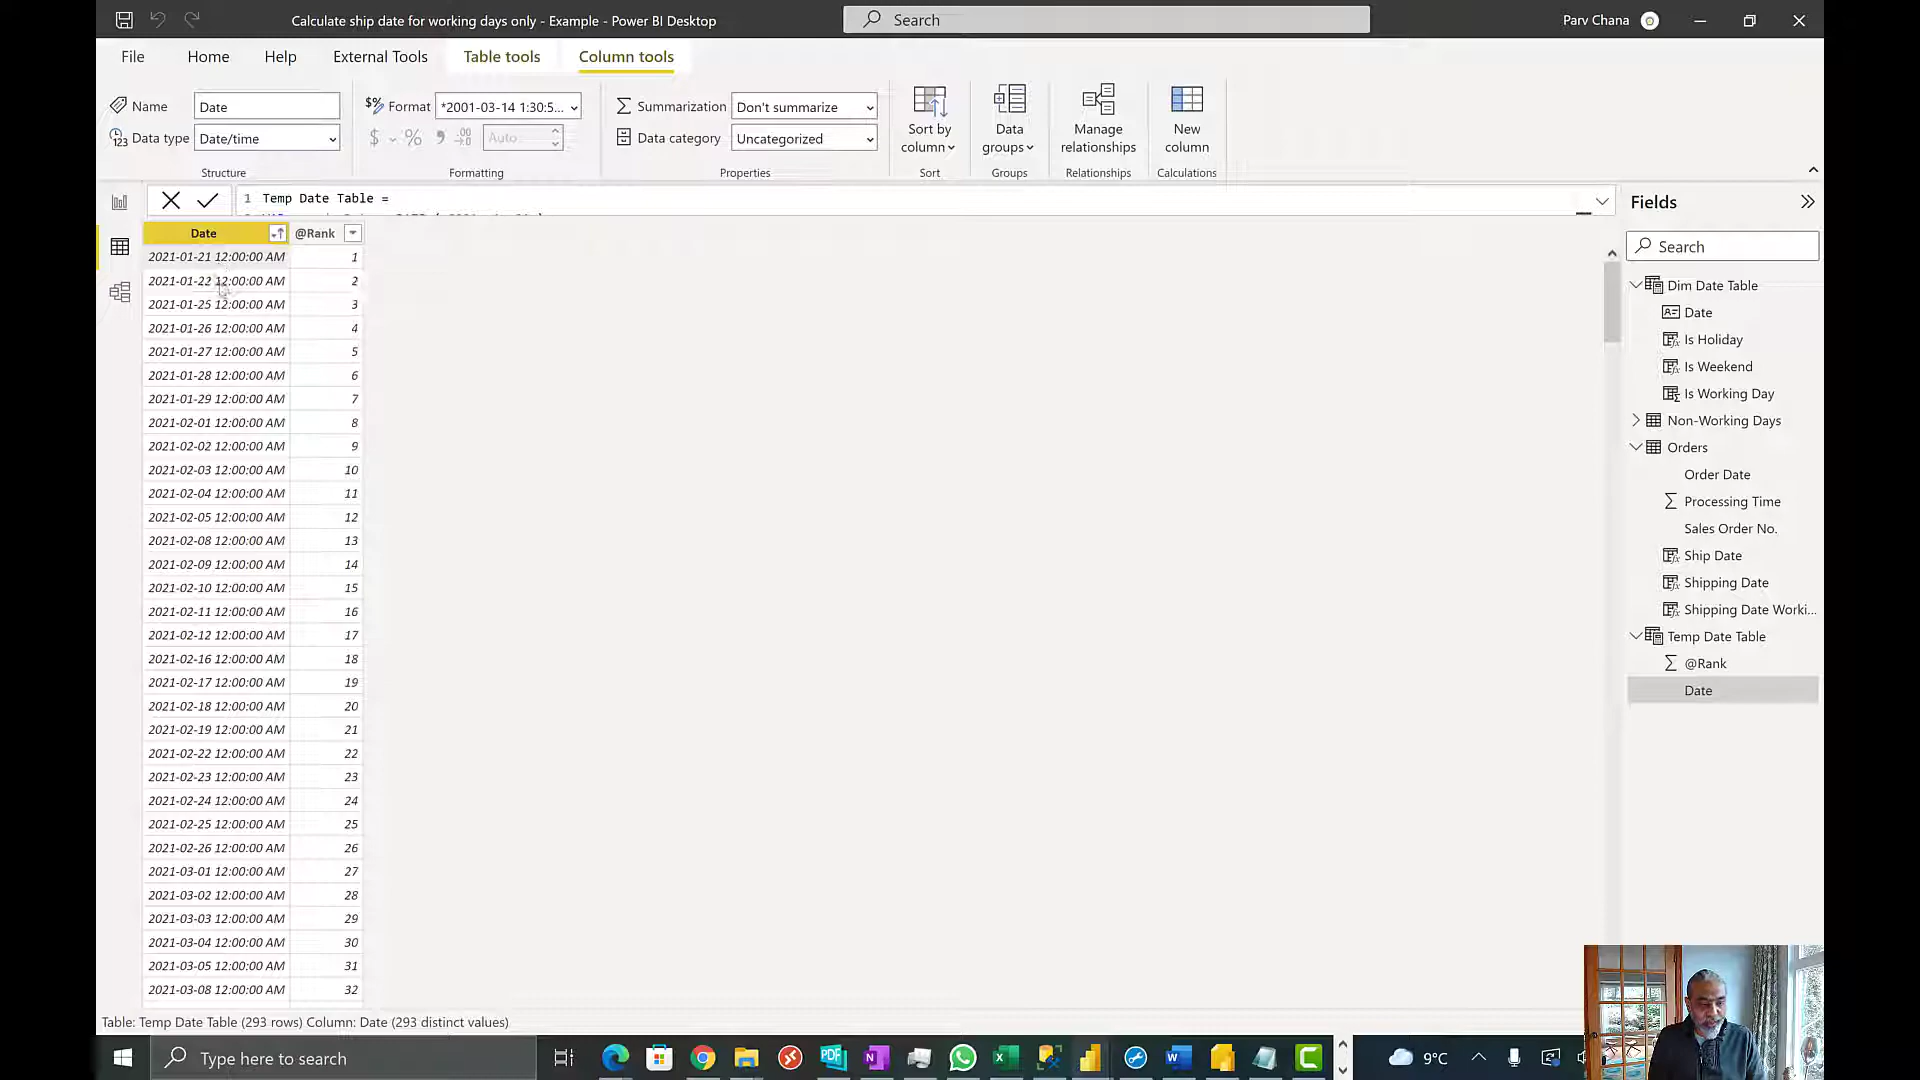 Calculate ship date for working days only - Example - Power BI Desktop
Search
Parv Chana
File
Home
Help
External Tools
Table tools
Column tools
Name
Date
Data type
Date/time
Structure
Format
*2001-03-14 1:30:5...
$
%
Auto
Formatting
Summarization
Don't summarize
Data category
Uncategorized
Properties
Sort by
column
Sort
Data
groups
Groups
Manage
relationships
Relationships
New
column
Calculations
1 Temp Date Table =
Date
@Rank
2021-01-21 12:00:00 AM 1
2021-01-22 12:00:00 AM 2
2021-01-25 12:00:00 AM 3
2021-01-26 12:00:00 AM 4
2021-01-27 12:00:00 AM 5
2021-01-28 12:00:00 AM 6
2021-01-29 12:00:00 AM 7
2021-02-01 12:00:00 AM 8
2021-02-02 12:00:00 AM 9
2021-02-03 12:00:00 AM 10
2021-02-04 12:00:00 AM 11
2021-02-05 12:00:00 AM 12
2021-02-08 12:00:00 AM 13
2021-02-09 12:00:00 AM 14
2021-02-10 12:00:00 AM 15
2021-02-11 12:00:00 AM 16
2021-02-12 12:00:00 AM 17
2021-02-16 12:00:00 AM 18
2021-02-17 12:00:00 AM 19
2021-02-18 12:00:00 AM 20
2021-02-19 12:00:00 AM 21
2021-02-22 12:00:00 AM 22
2021-02-23 12:00:00 AM 23
2021-02-24 12:00:00 AM 24
2021-02-25 12:00:00 AM 25
2021-02-26 12:00:00 AM 26
2021-03-01 12:00:00 AM 27
2021-03-02 12:00:00 AM 28
2021-03-03 12:00:00 AM 29
2021-03-04 12:00:00 AM 30
2021-03-05 12:00:00 AM 31
2021-03-08 12:00:00 AM 32
Fields
Search
Dim Date Table
Date
Is Holiday
Is Weekend
Is Working Day
Non-Working Days
Orders
Order Date
Processing Time
Sales Order No.
Ship Date
Shipping Date
Shipping Date Worki...
Temp Date Table
@Rank
Date
Table: Temp Date Table (293 rows) Column: Date (293 distinct values)
Type here to search
9°C